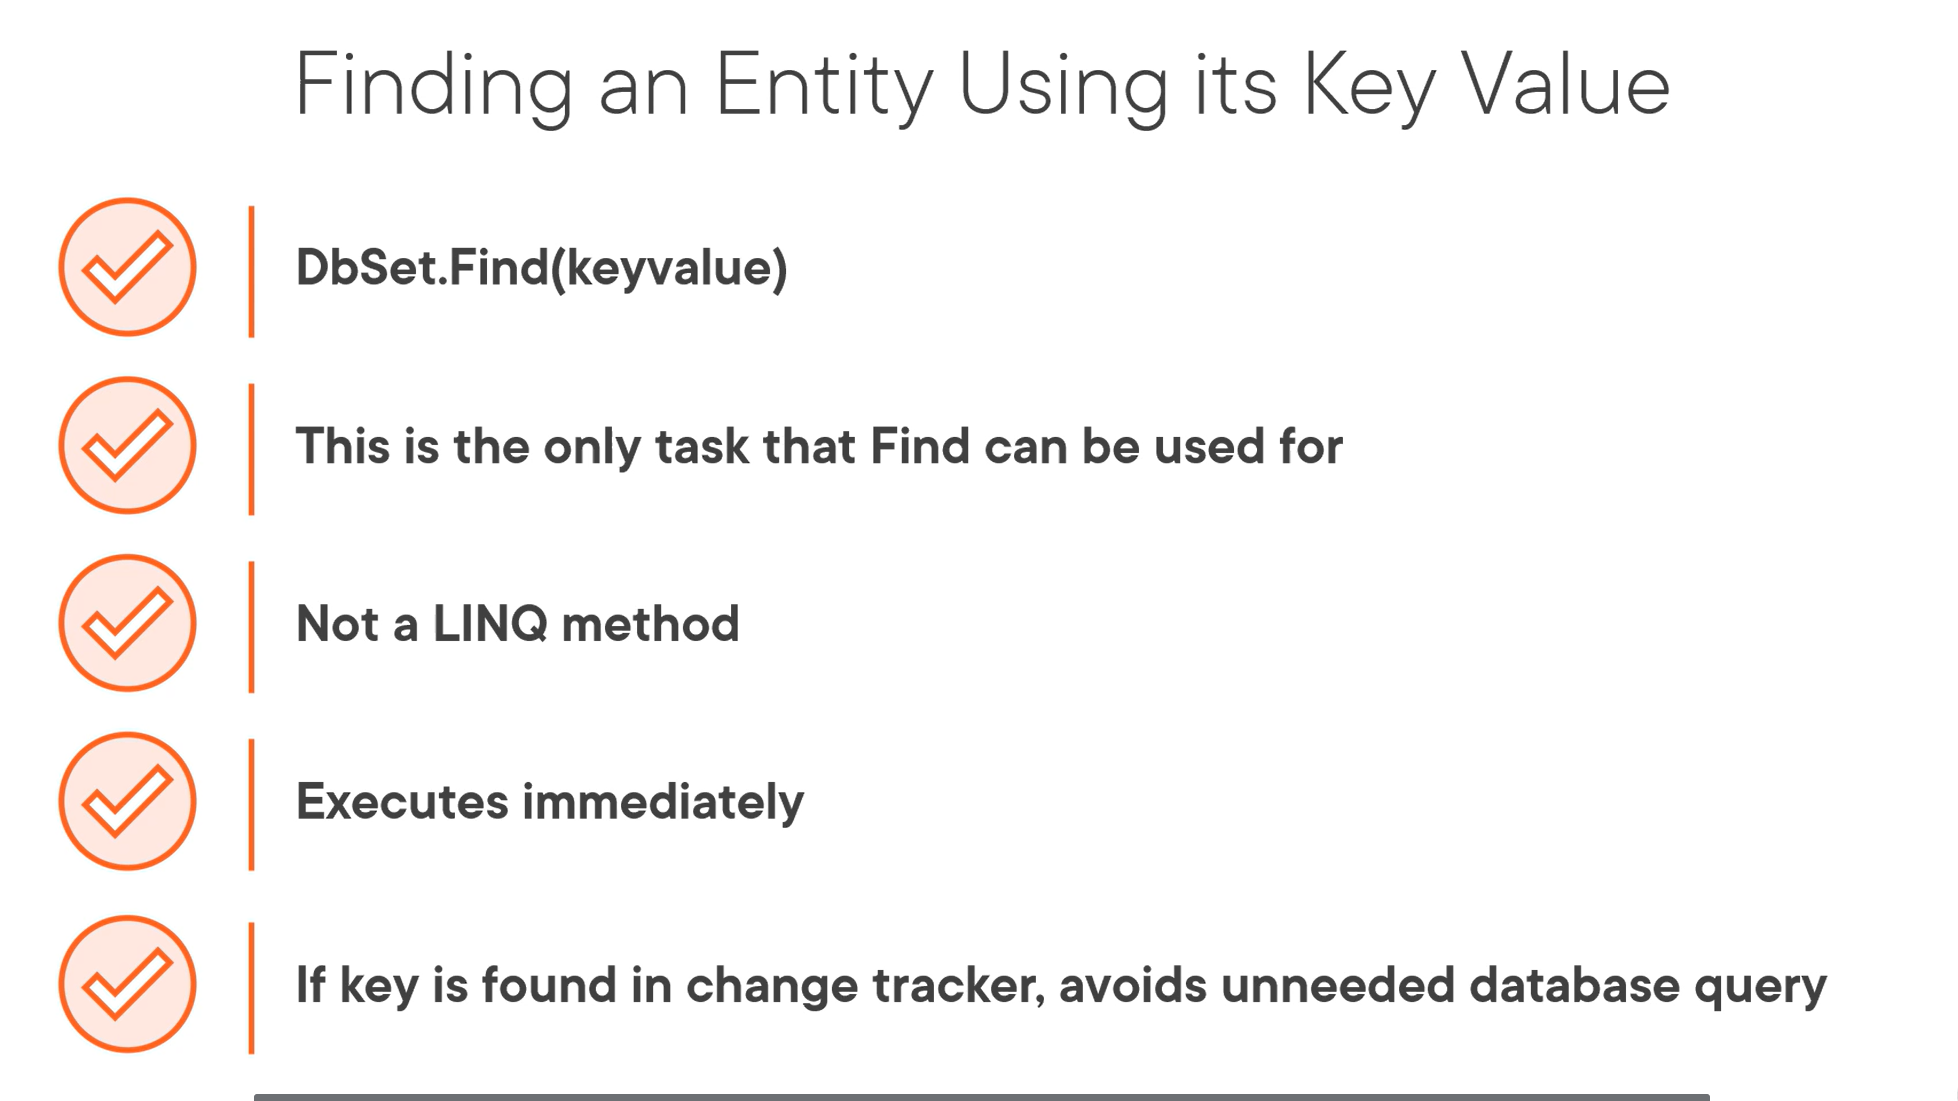 Finding an Entity Using its Key Value
DbSet.Find(keyvalue)
This is the only task that Find can be used for
Not a LINQ method
Executes immediately
If key is found in change tracker, avoids unneeded database query